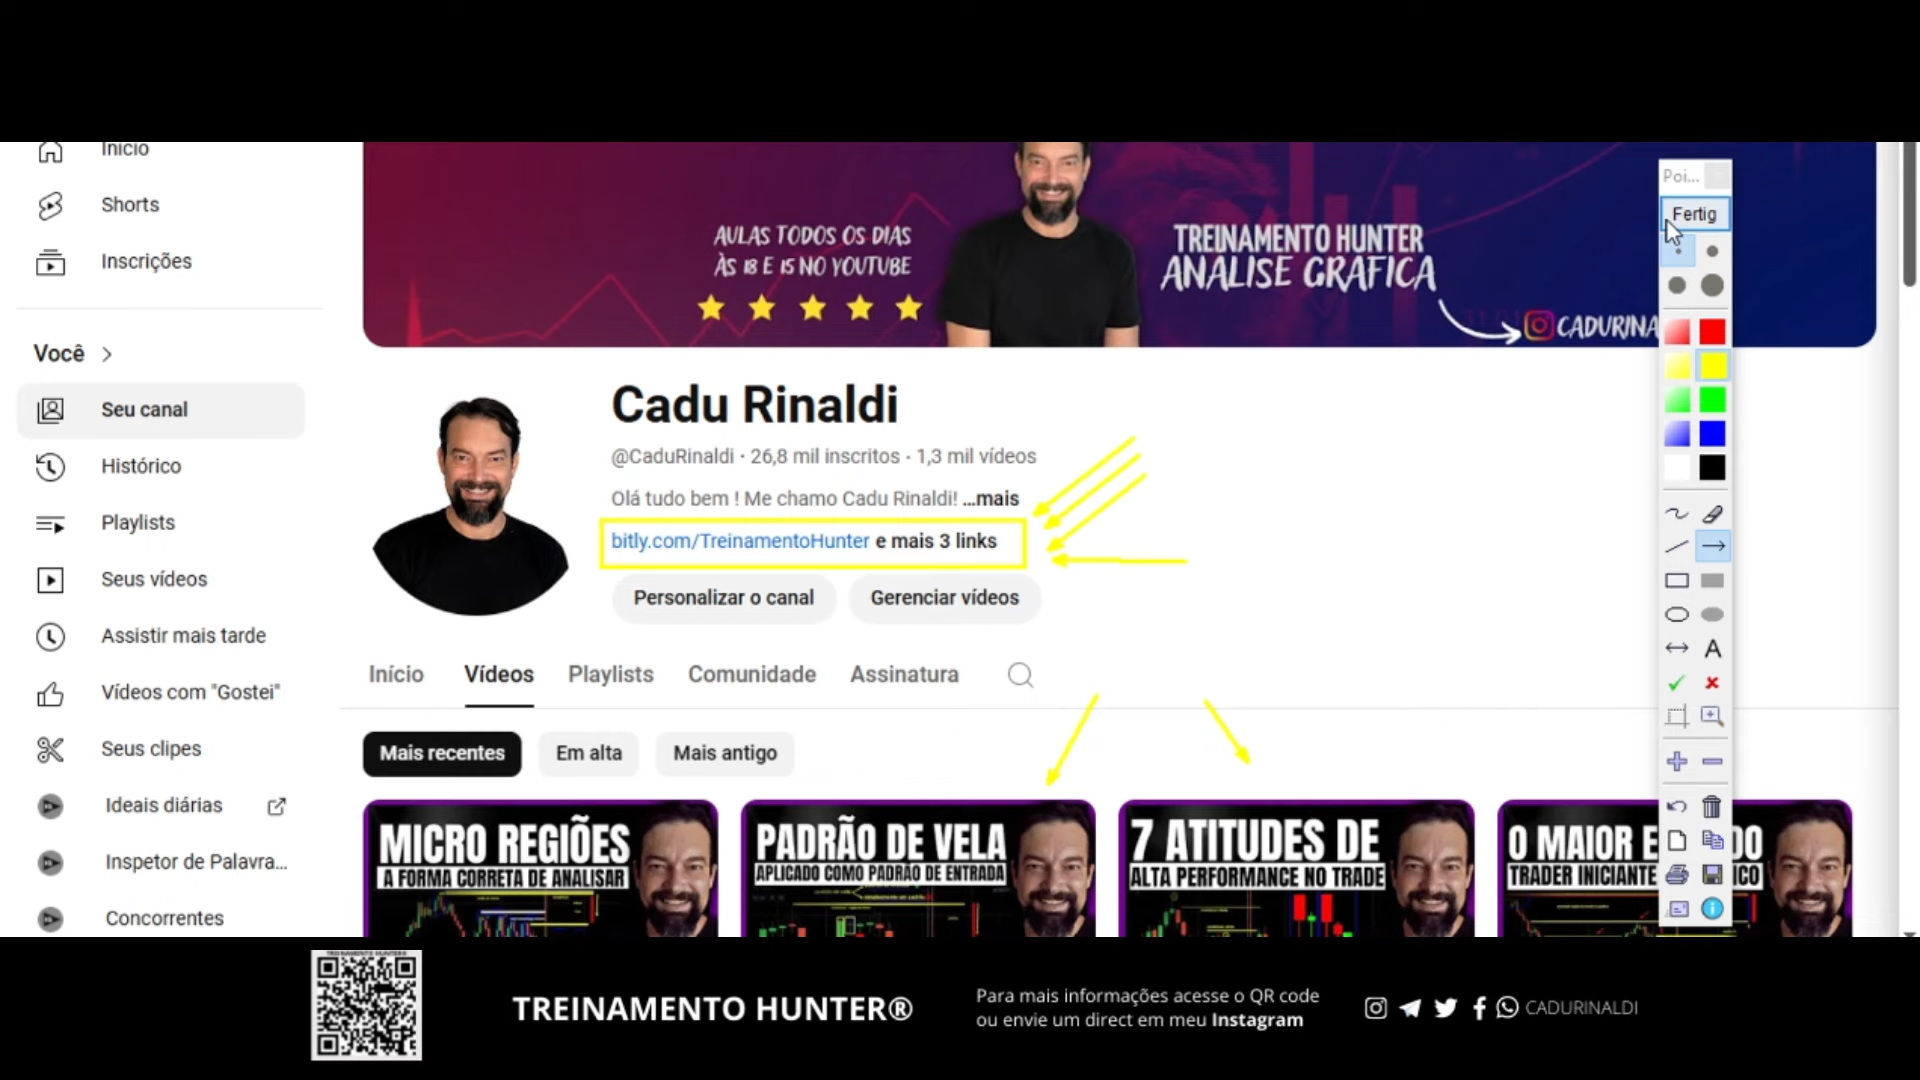 Início
Shorts
Inscrições
Você
Seu canal
Histórico
Playlists
Seus vídeos
Assistir mais tarde
Vídeos com "Gostei"
Seus clipes
Ideais diárias
Inspetor de Palavra...
Concorrentes
AULAS TODOS OS DIAS
ÀS 18 E 15 NO YOUTUBE
TREINAMENTO HUNTER
ANÁLISE GRÁFICA
CADURINA
Cadu Rinaldi
@CaduRinaldi · 26,8 mil inscritos · 1,3 mil vídeos
Olá tudo bem ! Me chamo Cadu Rinaldi! ...mais
bitly.com/TreinamentoHunter e mais 3 links
Personalizar o canal
Gerenciar vídeos
Início
Vídeos
Playlists
Comunidade
Assinatura
Mais recentes
Em alta
Mais antigo
MICRO REGIÕES
A FORMA CORRETA DE ANALISAR
PADRÃO DE VELA
APLICADO COMO PADRÃO DE ENTRADA
7 ATITUDES DE
ALTA PERFORMANCE NO TRADE
O MAIOR E DO
TRADER INICIANTE ICO
Poi...
Fertig
A
TREINAMENTO HUNTER®
Para mais informações acesse o QR code
ou envie um direct em meu Instagram
CADURINALDI